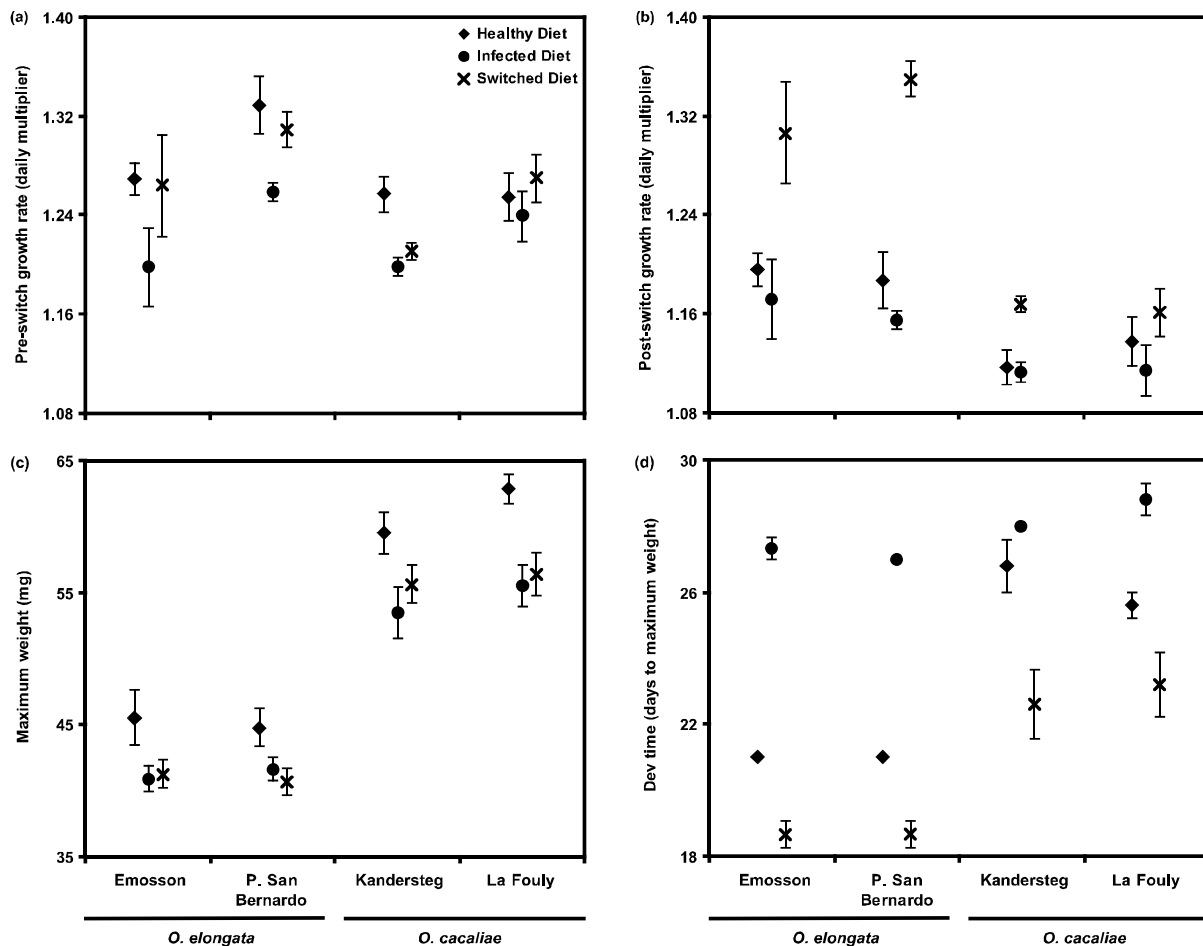 (a)
Pre-switch growth rate (daily multiplier)
1.40
1.32
1.24
1.16
1.08
Healthy Diet
Infected Diet
Switched Diet
(b)
Post-switch growth rate (daily multiplier)
1.40
1.32
1.24
1.16
1.08
(c)
Maximum weight (mg)
65
55
45
35
Emosson
P. San
Bernardo
Kandersteg
La Fouly
O. elongata
O. cacaliae
(d)
Dev time (days to maximum weight)
30
26
22
18
Emosson
P. San
Bernardo
Kandersteg
La Fouly
O. elongata
O. cacaliae